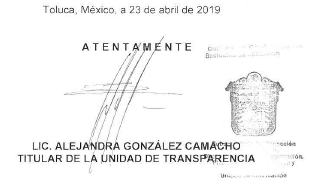 Toluca, México, a 23 de abril de 2019
ATENTAMENTE
LIC. ALEJANDRA GONZÁLEZ CAMACHO
TITULAR DE LA UNIDAD DE TRANSPARENCIA